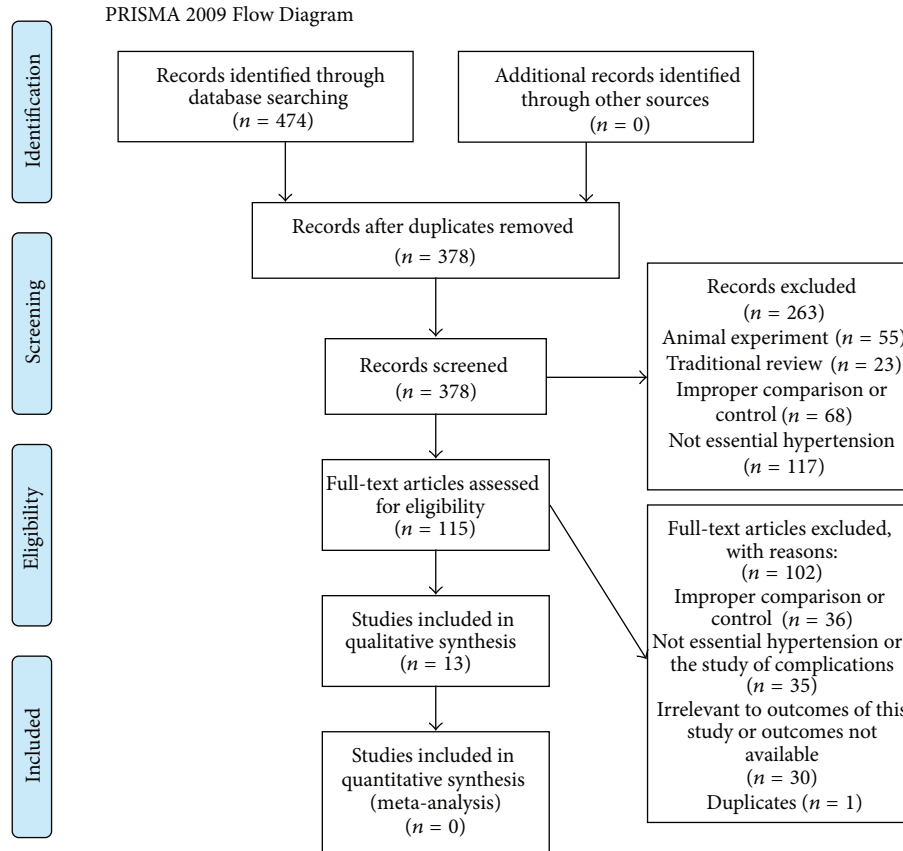 PRISMA 2009 Flow Diagram
Identification
Records identified through
database searching
(n = 474)
Additional records identified
through other sources
(n = 0)
Records after duplicates removed
(n = 378)
Screening
Records screened
(n = 378)
Records excluded
(n = 263)
Animal experiment (n = 55)
Traditional review (n = 23)
Improper comparison or
control (n = 68)
Not essential hypertension
(n = 117)
Eligibility
Full-text articles assessed
for eligibility
(n = 115)
Full-text articles excluded,
with reasons:
(n = 102)
Improper comparison or
control (n = 36)
Not essential hypertension or
the study of complications
(n = 35)
Irrelevant to outcomes of this
study or outcomes not
available
(n = 30)
Duplicates (n = 1)
Studies included in
qualitative synthesis
(n = 13)
Included
Studies included in
quantitative synthesis
(meta-analysis)
(n = 0)